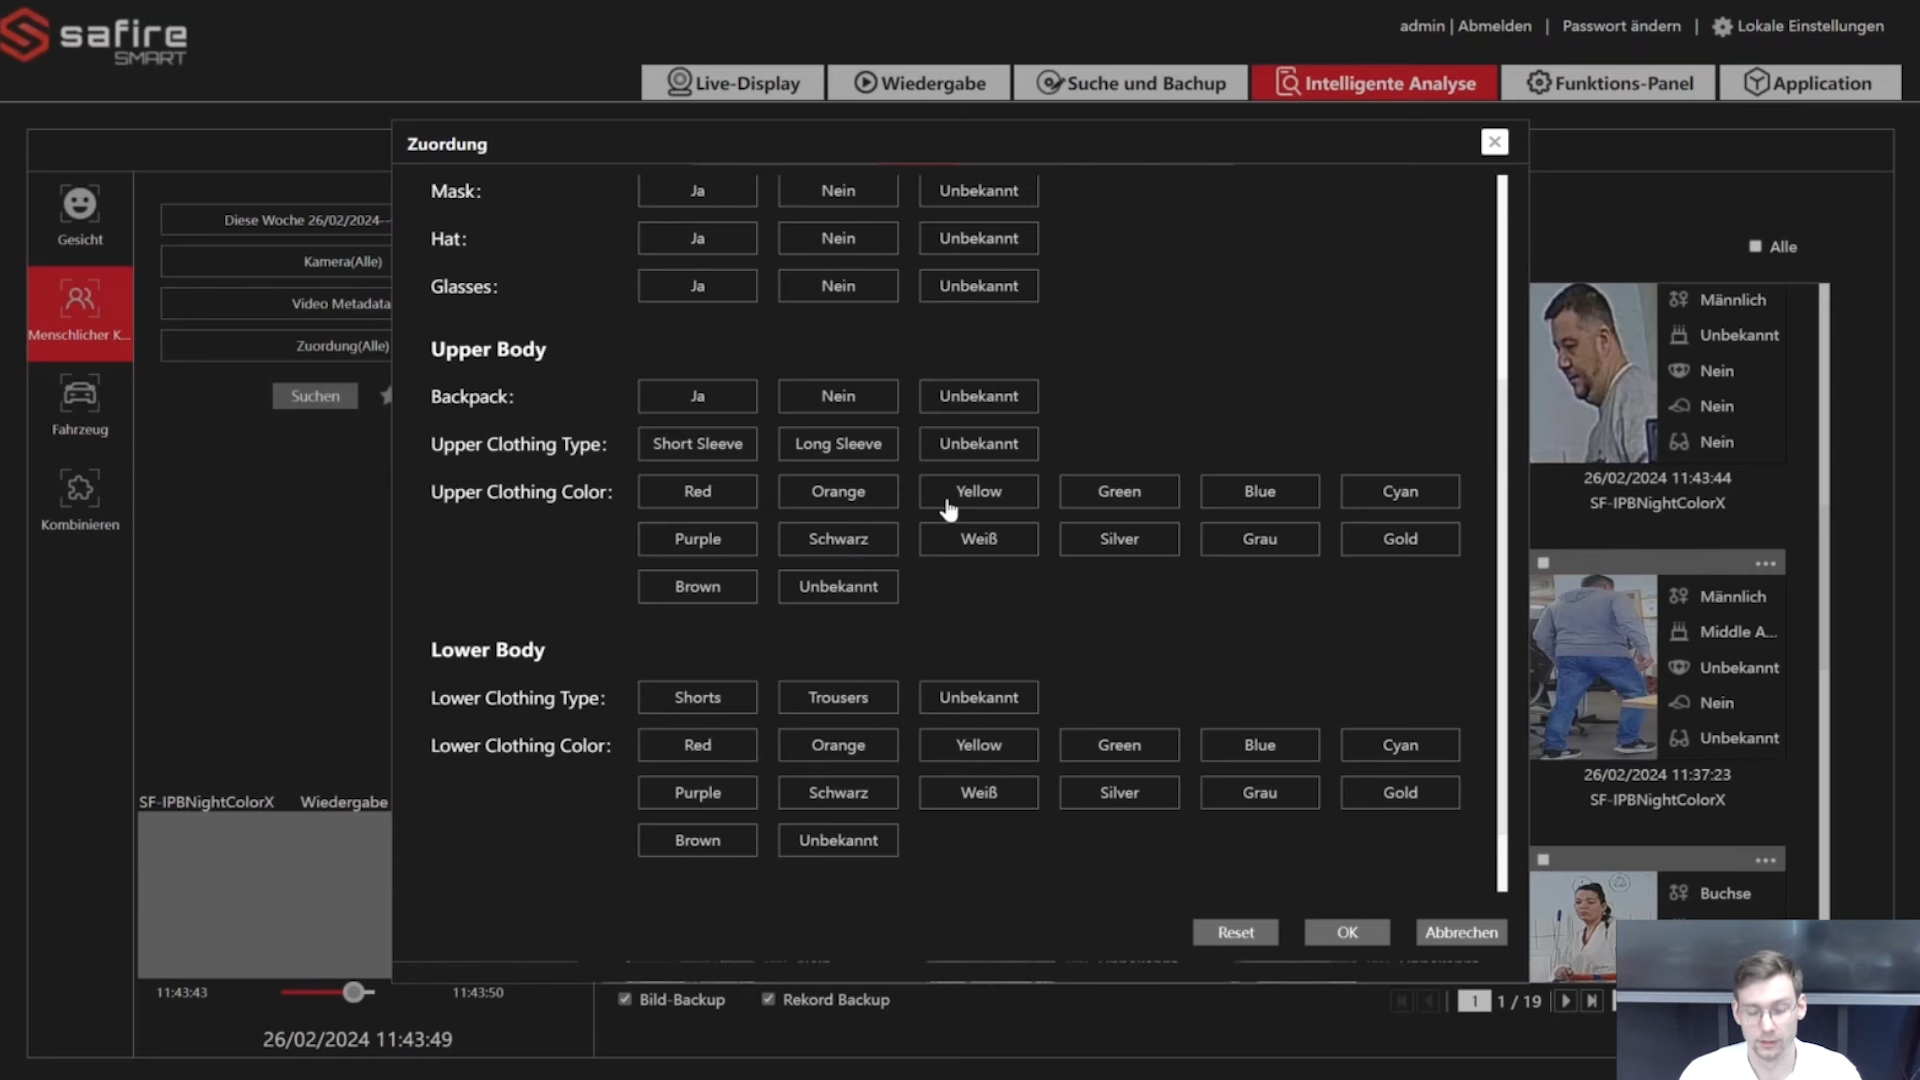 safire
SMART
admin | Abmelden | Passwort ändern | Lokale Einstellungen
Live-Display
Wiedergabe
Suche und Bachup
Intelligente Analyse
Funktions-Panel
Application
Gesicht
Menschlicher K...
Fahrzeug
Kombinieren
Diese Woche 26/02/2024--
Kamera(Alle)
Video Metadata
Zuordung(Alle)
Suchen
SF-IPBNightColorX Wiedergabe
11:43:43 11:43:50
26/02/2024 11:43:49
Zuordung
Mask: Ja Nein Unbekannt
Hat: Ja Nein Unbekannt
Glasses: Ja Nein Unbekannt
Upper Body
Backpack: Ja Nein Unbekannt
Upper Clothing Type: Short Sleeve Long Sleeve Unbekannt
Upper Clothing Color: Red Orange Yellow Green Blue Cyan
Purple Schwarz Weiß Silver Grau Gold
Brown Unbekannt
Lower Body
Lower Clothing Type: Shorts Trousers Unbekannt
Lower Clothing Color: Red Orange Yellow Green Blue Cyan
Purple Schwarz Weiß Silver Grau Gold
Brown Unbekannt
Reset OK Abbrechen
Bild-Backup Rekord Backup
1 1 / 19
Alle
Männlich
Unbekannt
Nein
Nein
Nein
26/02/2024 11:43:44
SF-IPBNightColorX
Männlich
Middle A...
Unbekannt
Nein
Unbekannt
26/02/2024 11:37:23
SF-IPBNightColorX
Buchse